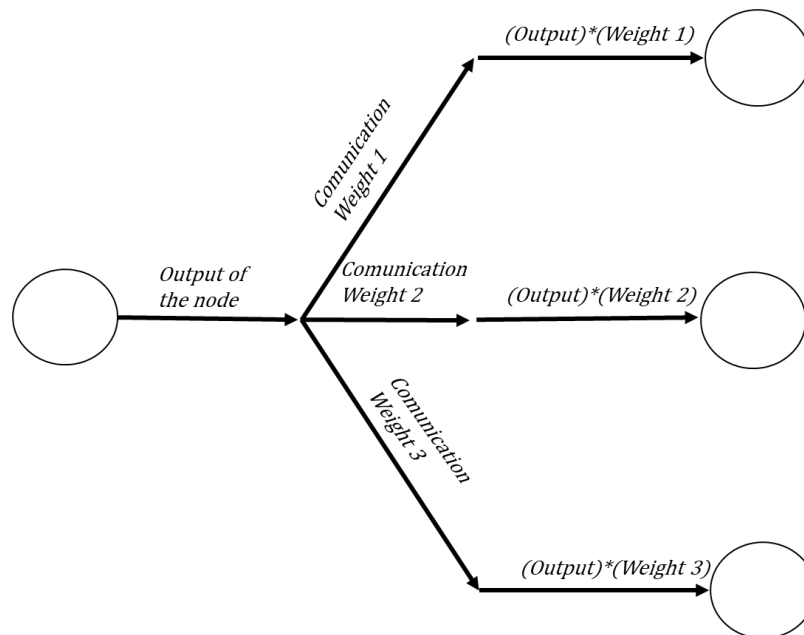 (Output)*(Weight 1)
Comunication
Weight 1
Output of
the node
Comunication
Weight 2
(Output)*(Weight 2)
Comunication
Weight 3
(Output)*(Weight 3)